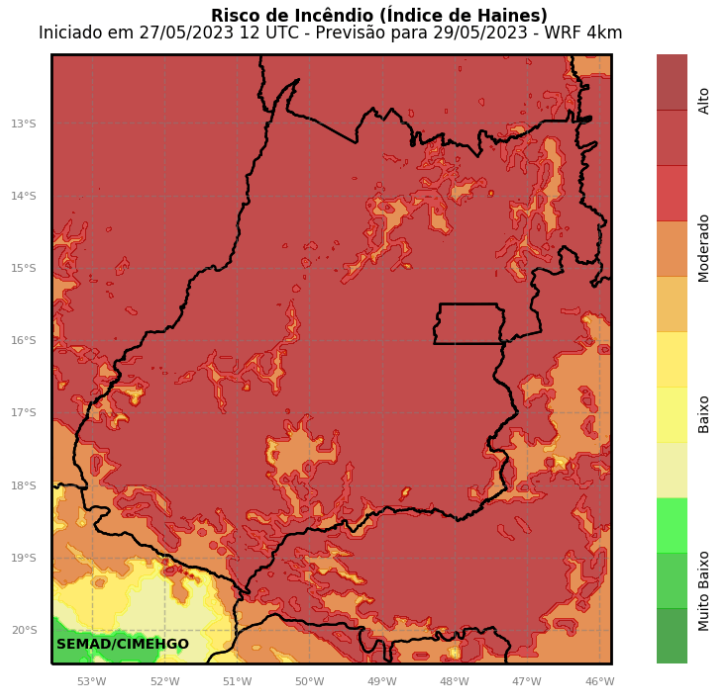 Risco de Incêndio (Índice de Haines)
Iniciado em 27/05/2023 12 UTC - Previsão para 29/05/2023 - WRF 4km
13°S
14°S
15°S
16°S
17°S
18°S
19°S
20°S
53°W
52°W
51°W
50°W
49°W
48°W
47°W
46°W
SEMAD/CIMEHGO
Alto
Moderado
Baixo
Muito Baixo